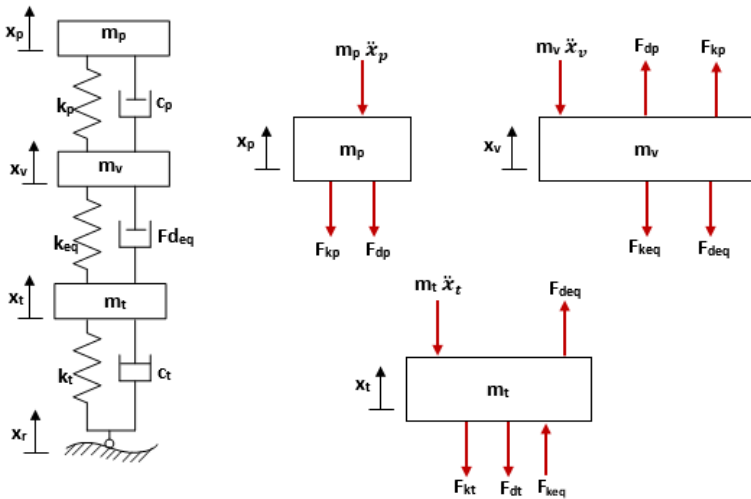 xp
mp
kp
cp
xv
mv
keq
Fdeq
xt
mt
kt
ct
xr
mp ẍp
xp
mp
Fkp
Fdp
mv ẍv
Fdp
Fkp
xv
mv
Fkeq
Fdeq
mt ẍt
Fdeq
xt
mt
Fkt
Fdt
Fkeq